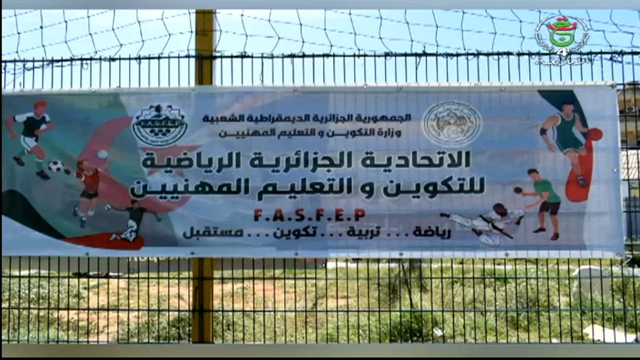 الجمهورية الجزائرية الديمقراطية الشعبية
وزارة التكوين و التعليم المهنيين
F.A.S.F.E.P
الاتحادية الجزائرية الرياضية
للتكوين و التعليم المهنيين
F.A.S.F.E.P
رياضة ... تربية ... تكوين ... مستقبل